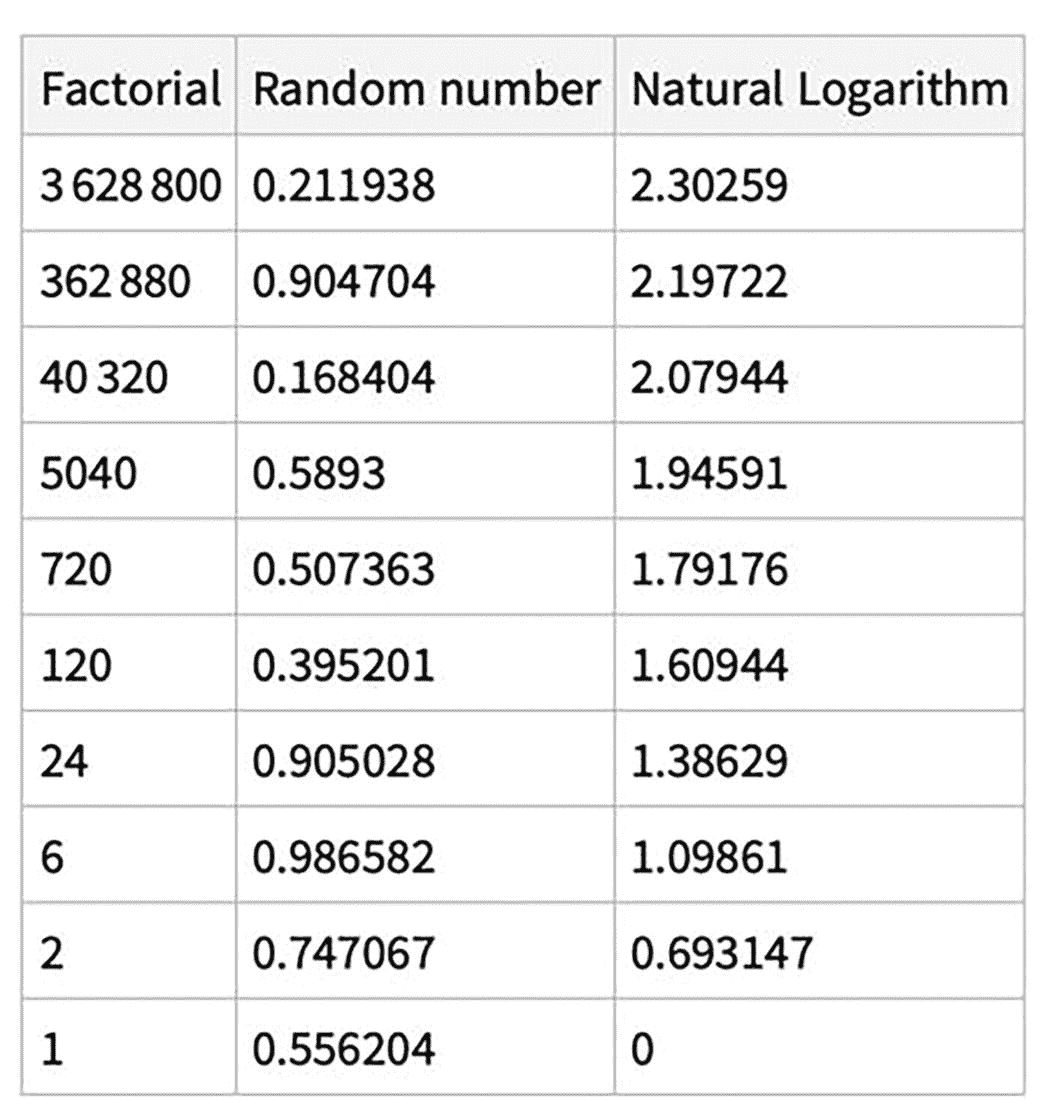 Factorial Random number Natural Logarithm
3 628 800 0.211938 2.30259
362 880 0.904704 2.19722
40 320 0.168404 2.07944
5040 0.5893 1.94591
720 0.507363 1.79176
120 0.395201 1.60944
24 0.905028 1.38629
6 0.986582 1.09861
2 0.747067 0.693147
1 0.556204 0